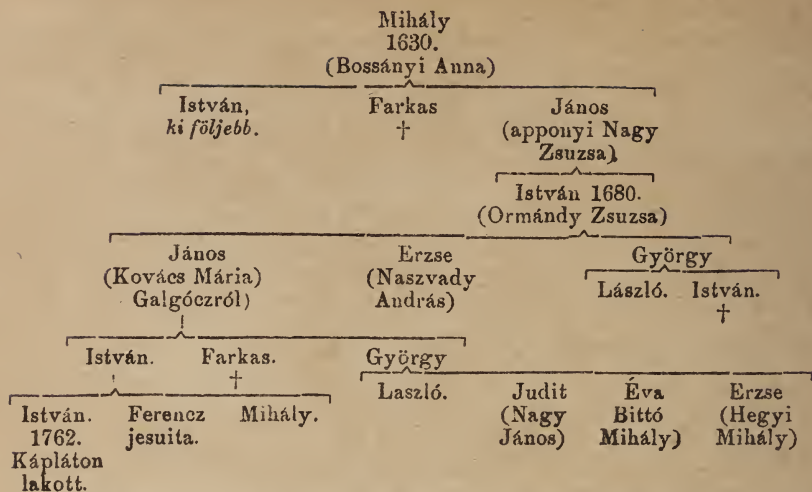 Mihály
1630.
(Bossányi Anna)
István, Farkas János
ki följebb. † (apponyi Nagy
Zsuzsa)
István 1680.
(Ormándy Zsuzsa)
János Erzse György
(Kovács Mária) (Naszvady László. István.
Galgóczról) András) †
István. Farkas. György
†
Laszló. Judit Éva Erzse
(Nagy Bittó (Hegyi
János) Mihály) Mihály)
István. Ferencz Mihály.
1762. jesuita.
Kápláton
lakott.